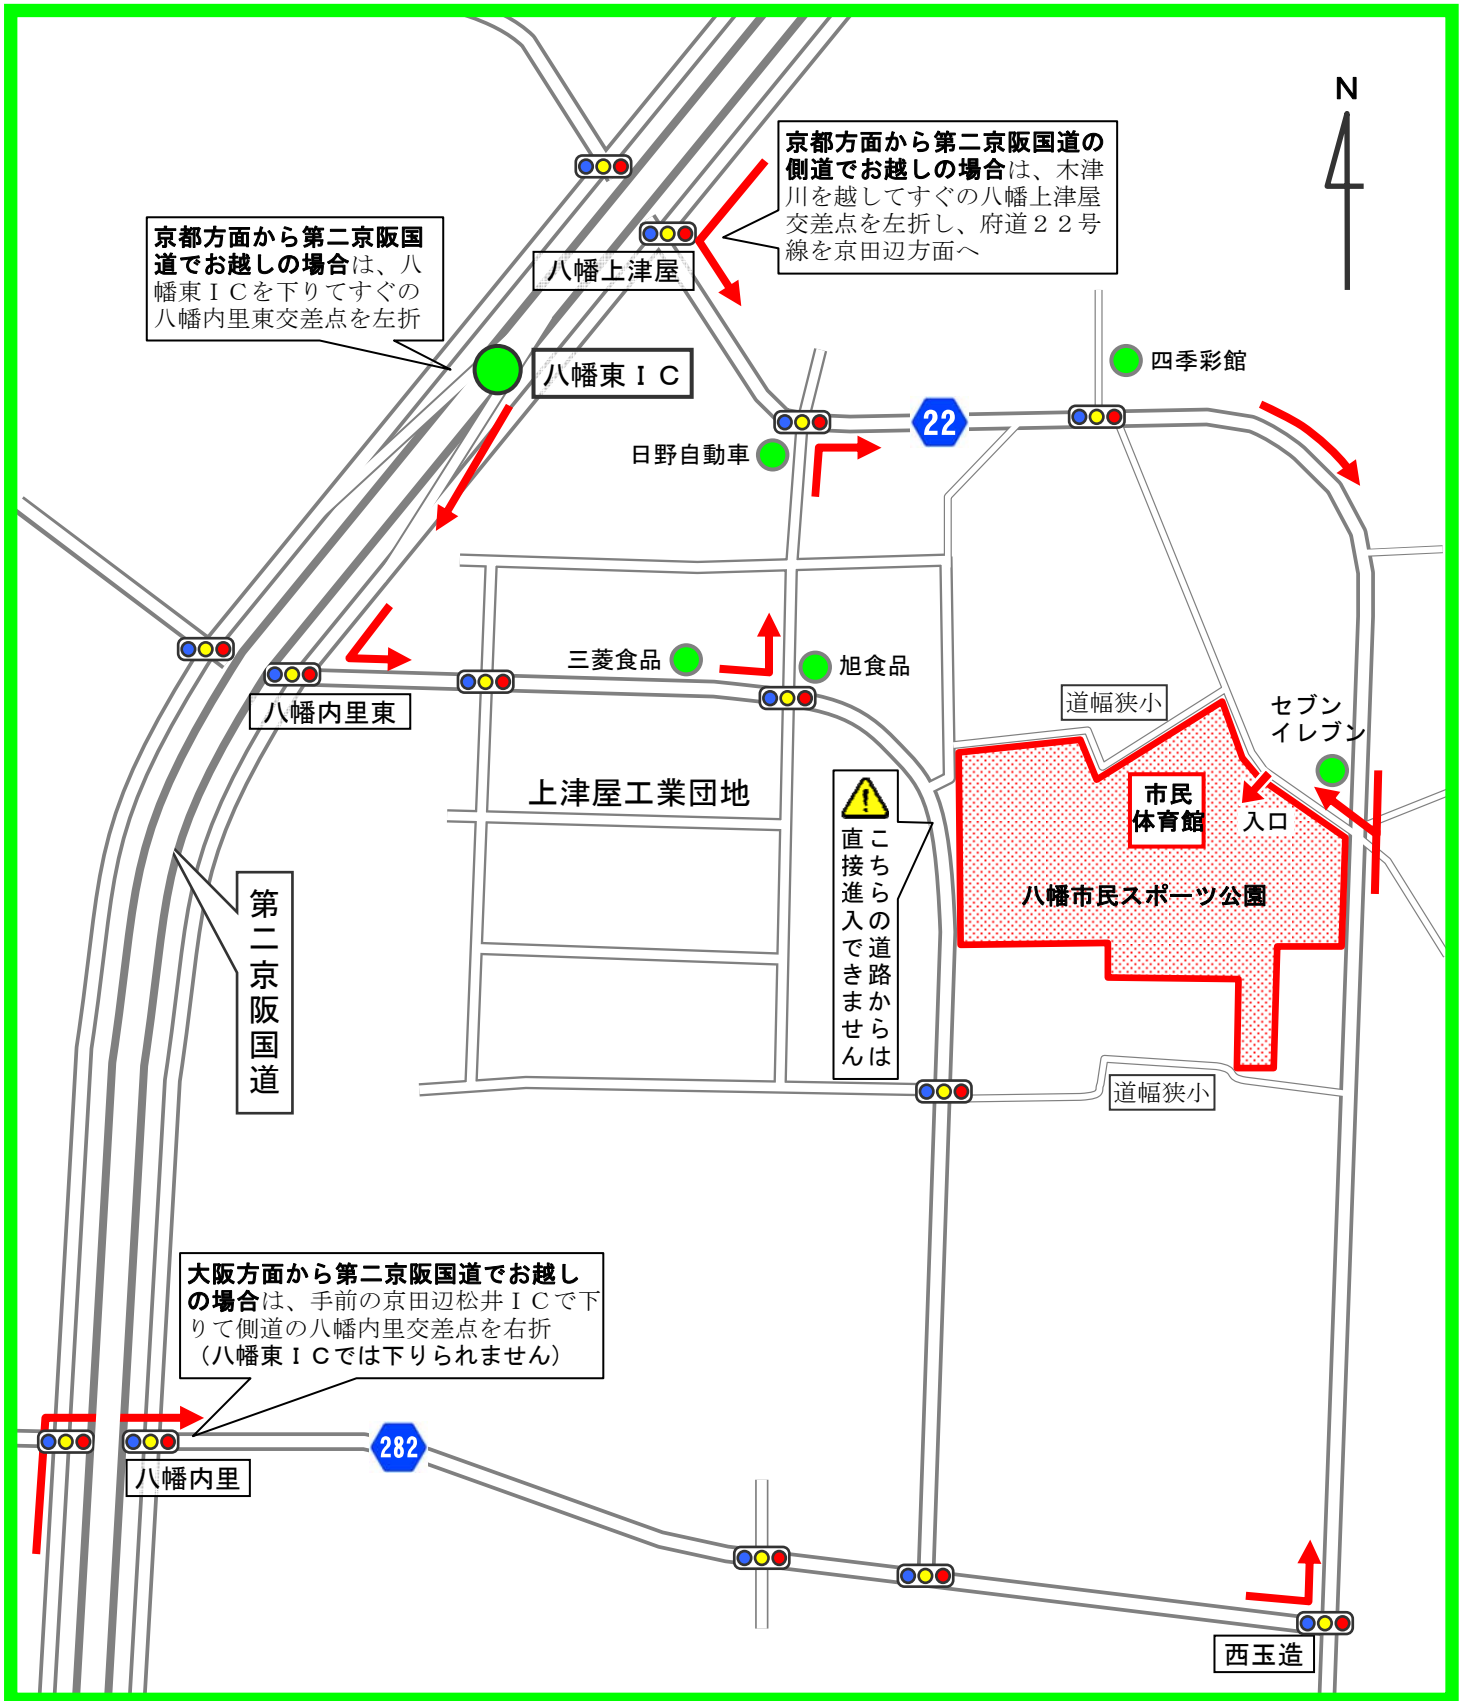 N
京都方面から第二京阪国道の
側道でお越しの場合は、木津
川を越してすぐの八幡上津屋
交差点を左折し、府道２２号
線を京田辺方面へ
京都方面から第二京阪国
道でお越しの場合は、八
幡東ＩＣを下りてすぐの
八幡内里東交差点を左折
八幡上津屋
八幡東ＩＣ
四季彩館
22
日野自動車
三菱食品
旭食品
八幡内里東
道幅狭小
セブン
イレブン
上津屋工業団地
市民
体育館
入口
こちらの道路からは
直接進入できません
八幡市民スポーツ公園
第二京阪国道
道幅狭小
大阪方面から第二京阪国道でお越し
の場合は、手前の京田辺松井ＩＣで下
りて側道の八幡内里交差点を右折
（八幡東ＩＣでは下りられません）
282
八幡内里
西玉造